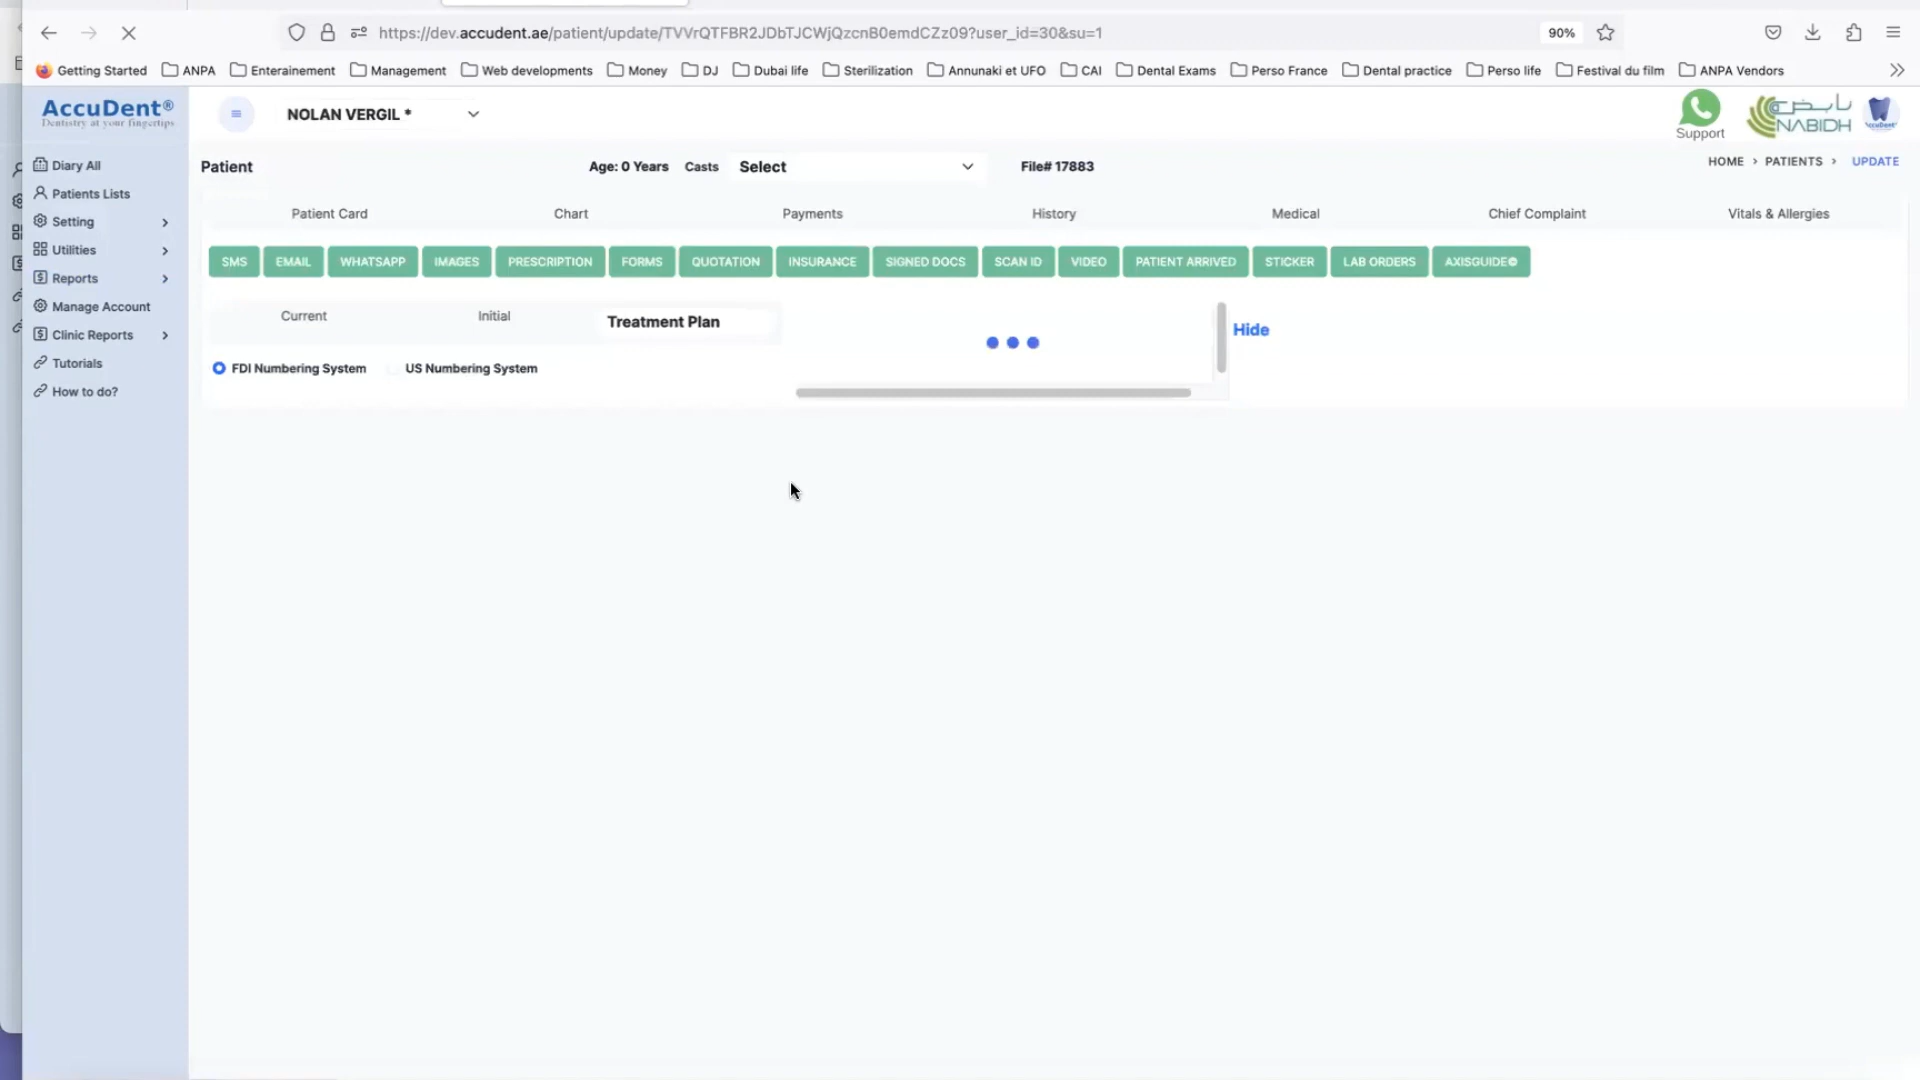 https://dev.accudent.ae/patient/update/TVVrQTFBR2JDbTJCWjQzcnB0emdCZz09?user_id=30&su=1
90%
Getting Started
ANPA
Enterainement
Management
Web developments
Money
DJ
Dubai life
Sterilization
Annunaki et UFO
CAI
Dental Exams
Perso France
Dental practice
Perso life
Festival du film
ANPA Vendors
AccuDent®
Dentistry at your fingertips
NOLAN VERGIL *
Support
نابض
NABIDH
AccuDent
Diary All
Patients Lists
Setting
Utilities
Reports
Manage Account
Clinic Reports
Tutorials
How to do?
Patient
Age: 0 Years
Casts
Select
File# 17883
HOME > PATIENTS > UPDATE
Patient Card
Chart
Payments
History
Medical
Chief Complaint
Vitals & Allergies
SMS
EMAIL
WHATSAPP
IMAGES
PRESCRIPTION
FORMS
QUOTATION
INSURANCE
SIGNED DOCS
SCAN ID
VIDEO
PATIENT ARRIVED
STICKER
LAB ORDERS
AXISGUIDE©
Current
Initial
Treatment Plan
Hide
FDI Numbering System
US Numbering System